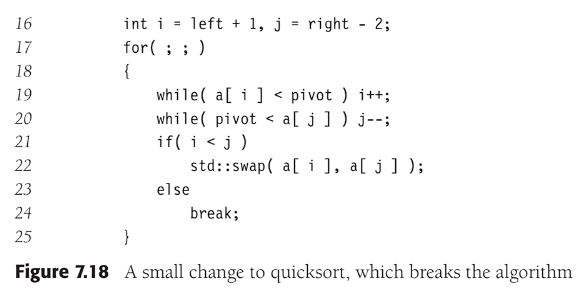 16 int i = left + 1, j = right - 2;
17 for( ; ; )
18 {
19 while( a[ i ] < pivot ) i++;
20 while( pivot < a[ j ] ) j--;
21 if( i < j )
22 std::swap( a[ i ], a[ j ] );
23 else
24 break;
25 }
Figure 7.18 A small change to quicksort, which breaks the algorithm